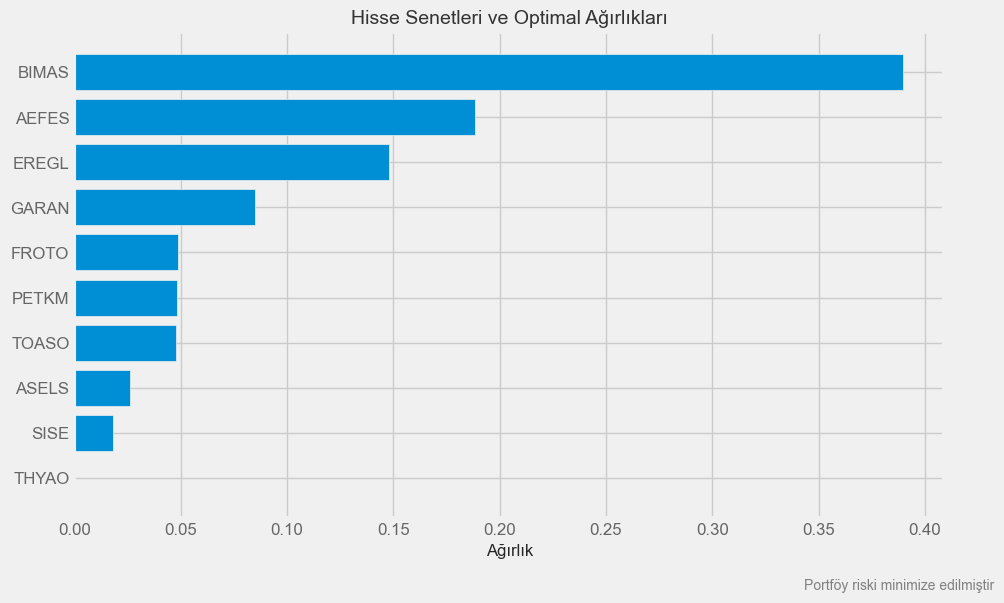 Hisse Senetleri ve Optimal Ağırlıkları
BIMAS
AEFES
EREGL
GARAN
FROTO
PETKM
TOASO
ASELS
SISE
THYAO
0.00 0.05 0.10 0.15 0.20 0.25 0.30 0.35 0.40
Ağırlık
Portföy riski minimize edilmiştir